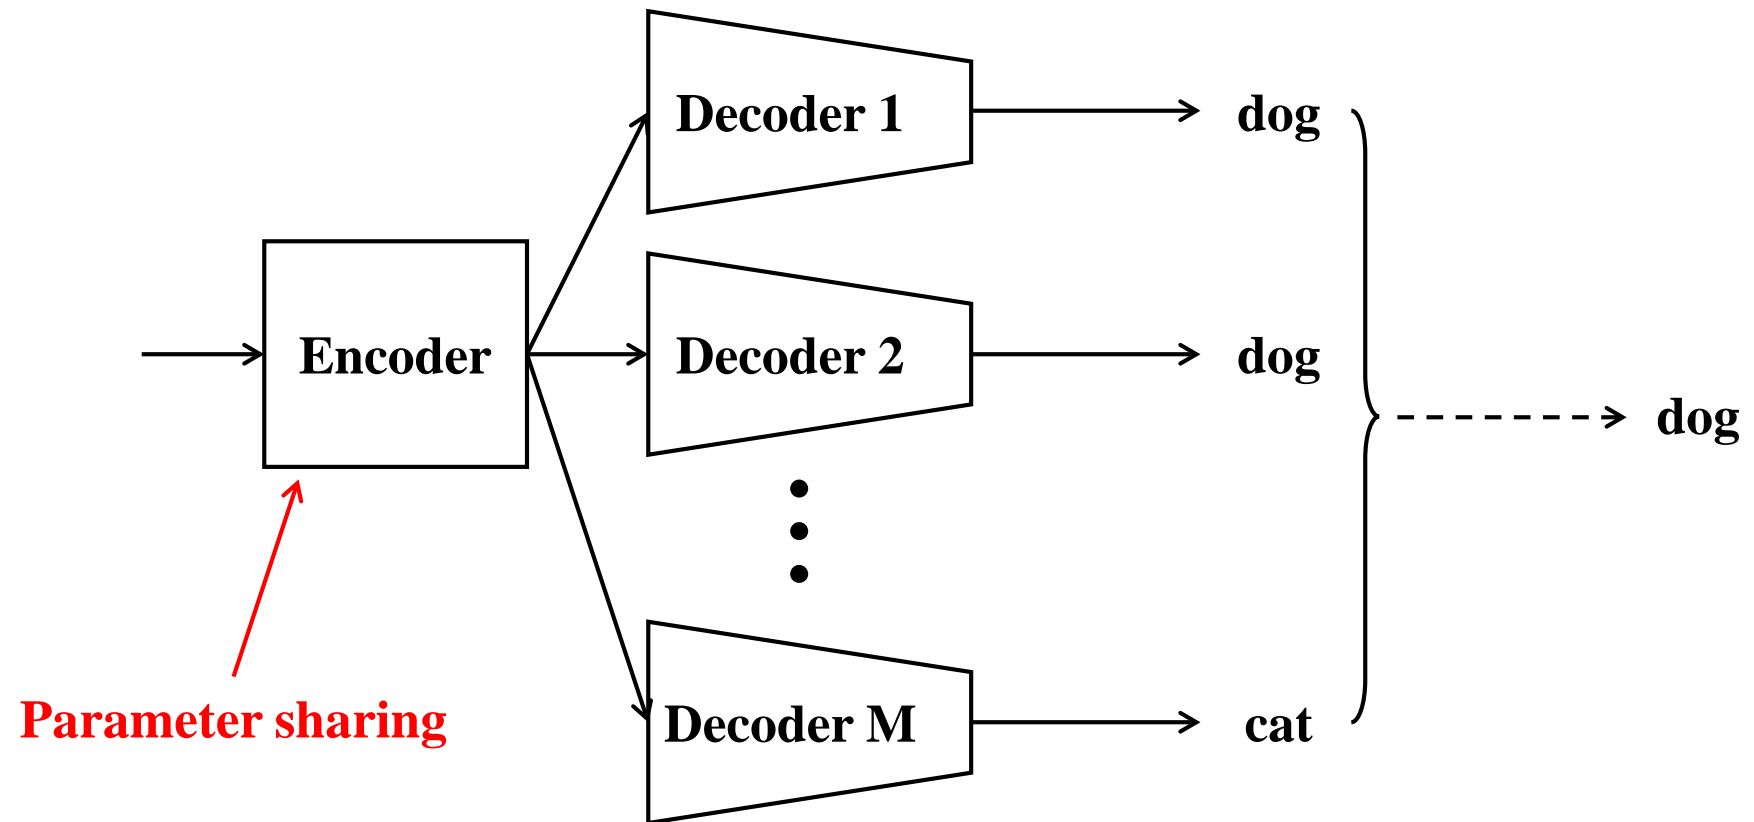 Decoder 1
dog
Encoder
Decoder 2
dog
dog
Parameter sharing
Decoder M
cat